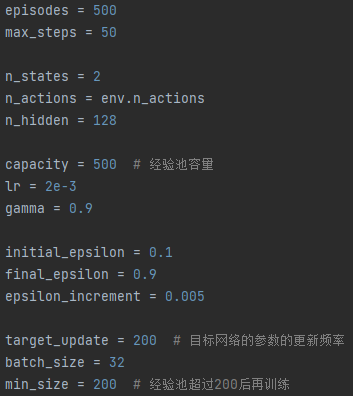 episodes = 500
max_steps = 50
n_states = 2
n_actions = env.n_actions
n_hidden = 128
capacity = 500  # 经验池容量
lr = 2e-3
gamma = 0.9
initial_epsilon = 0.1
final_epsilon = 0.9
epsilon_increment = 0.005
target_update = 200  # 目标网络的参数的更新频率
batch_size = 32
min_size = 200  # 经验池超过200后再训练